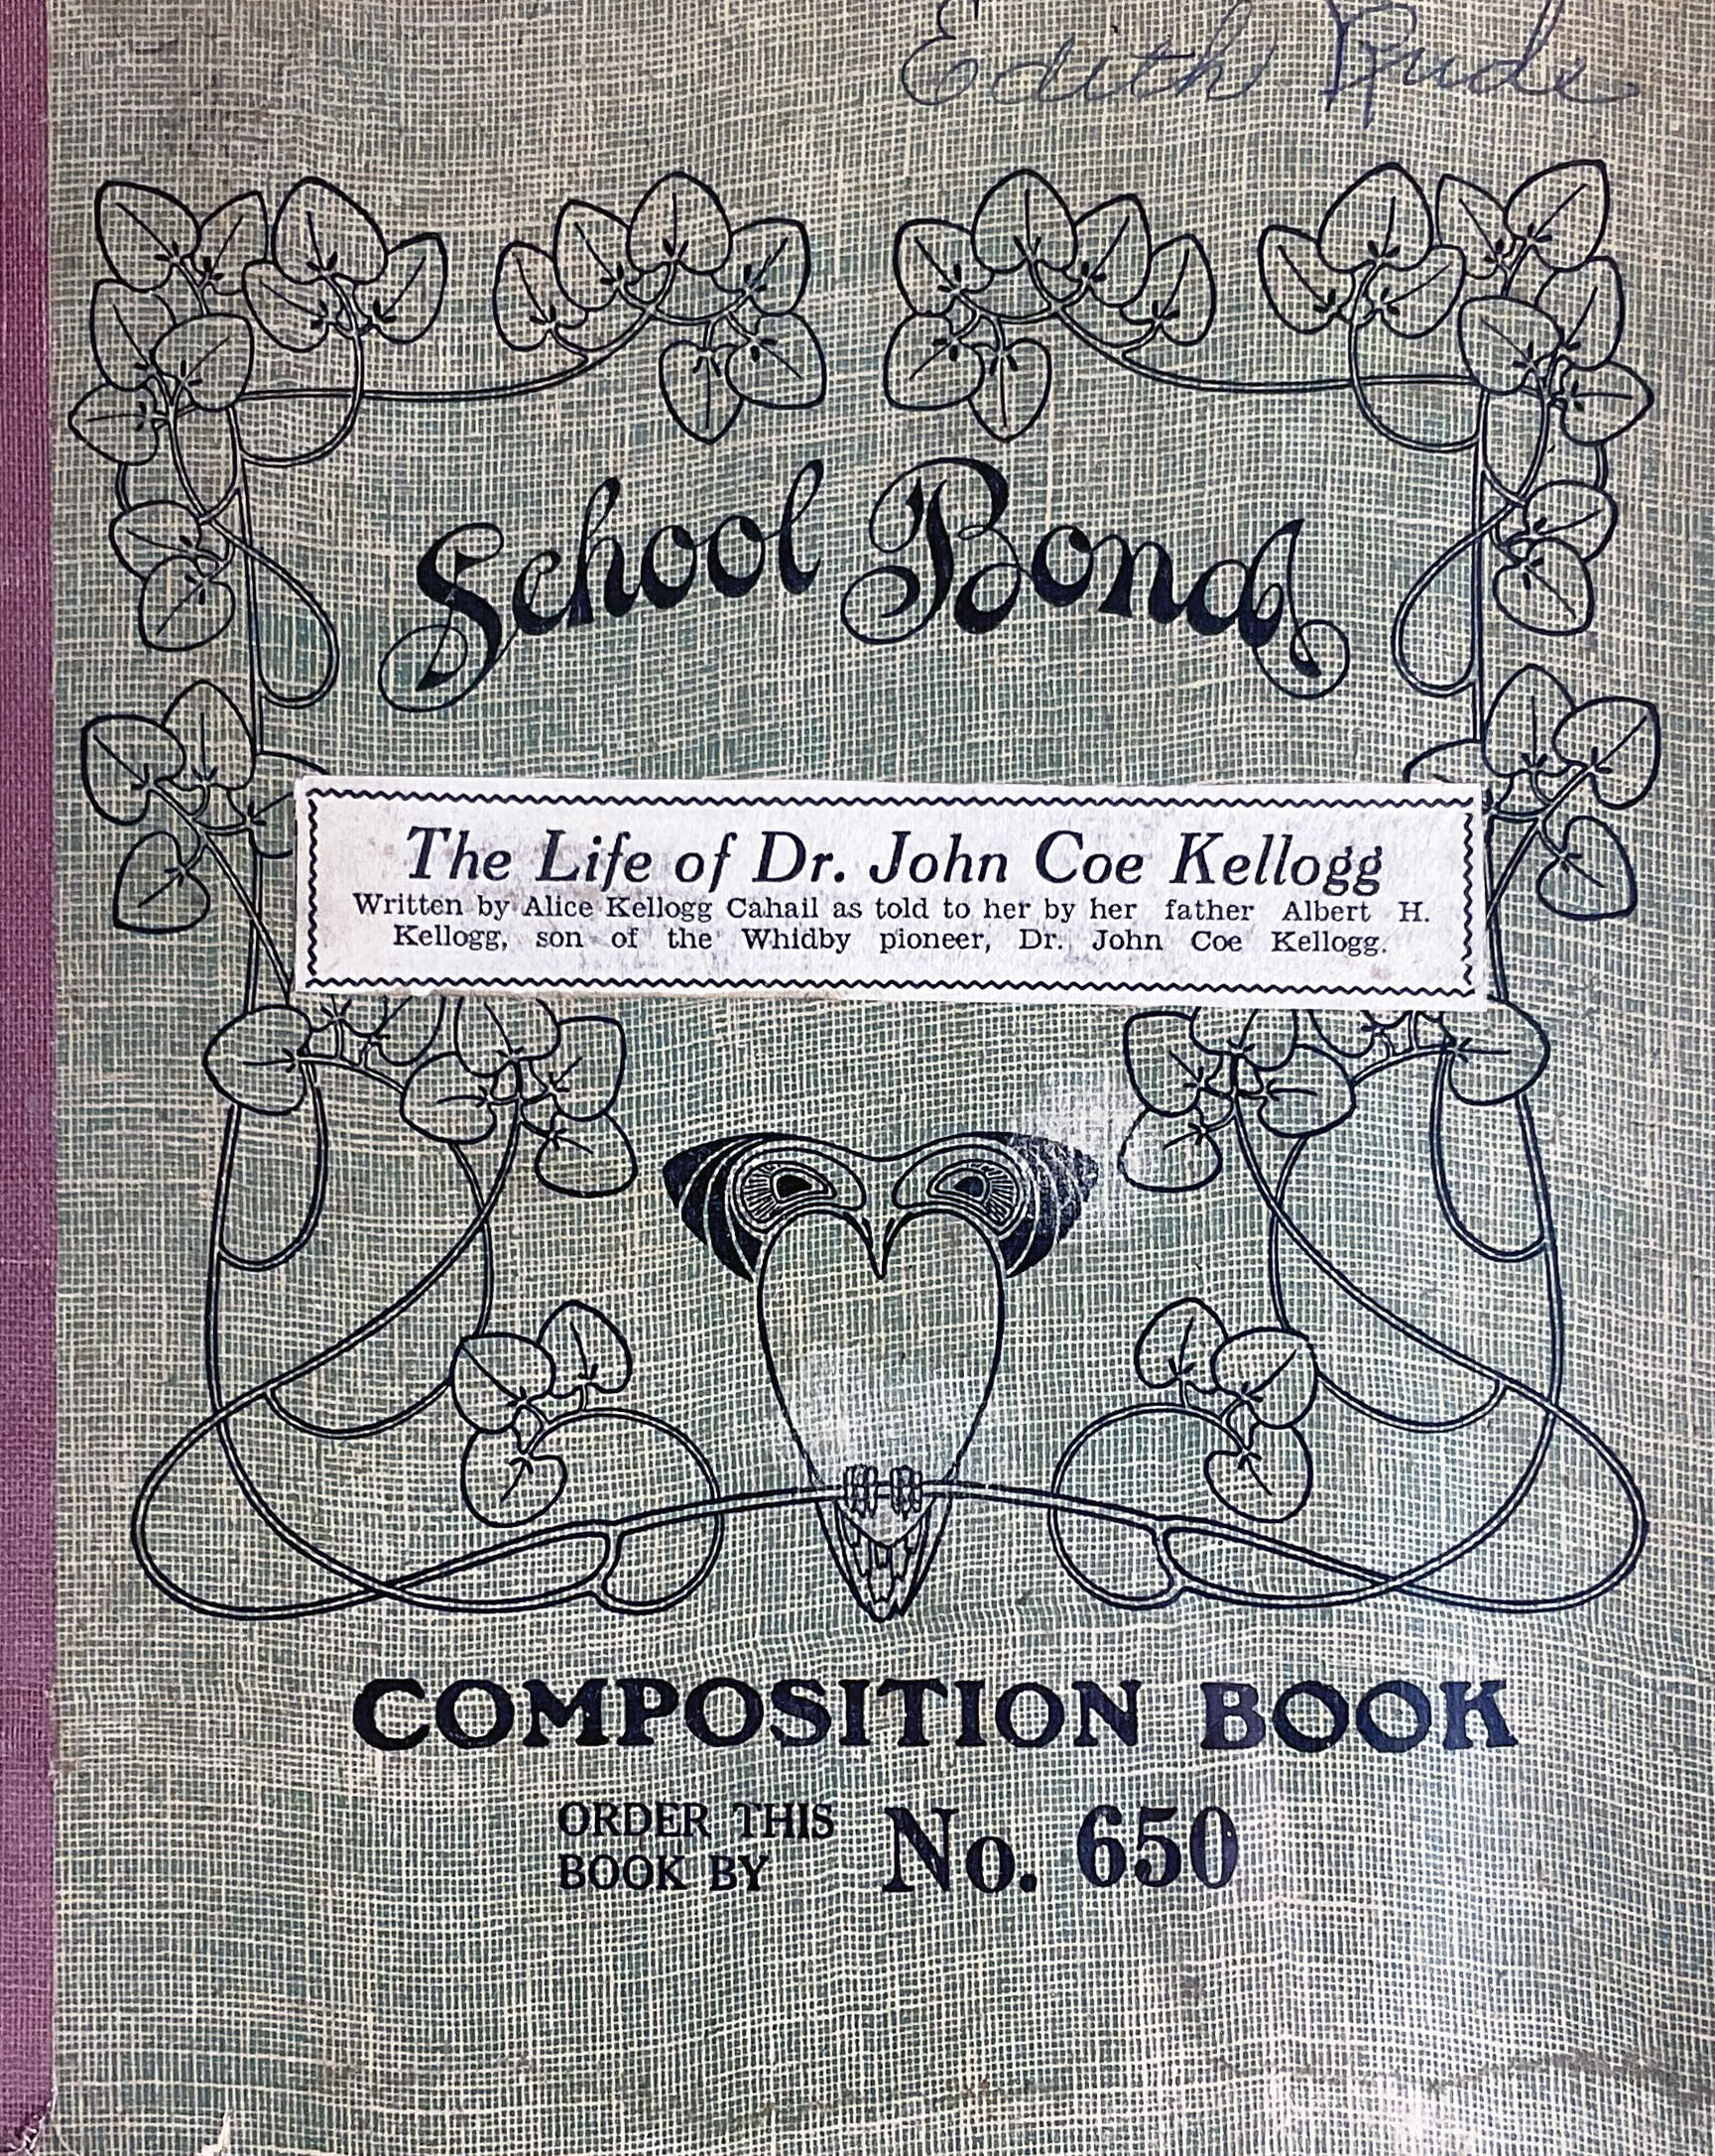 Edith Rude
School Bond
The Life of Dr. John Coe Kellogg
Written by Alice Kellogg Cahail as told to her by her father Albert H.
Kellogg, son of the Whidby pioneer, Dr. John Coe Kellogg.
COMPOSITION BOOK
ORDER THIS
BOOK BY No. 650